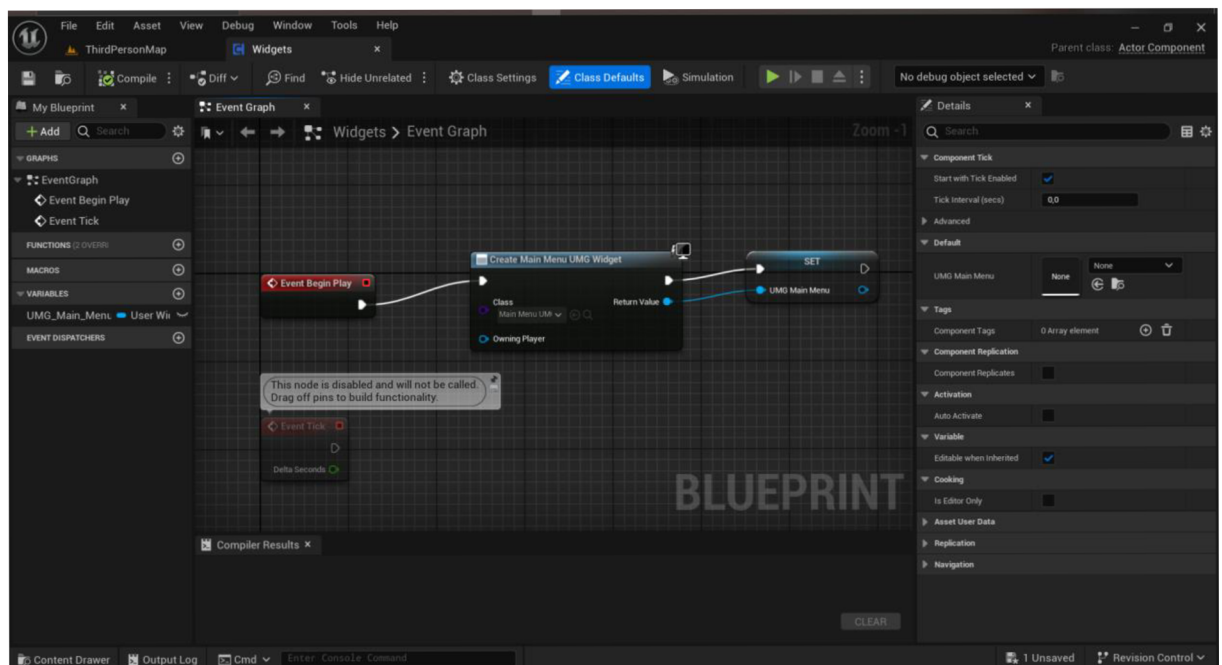 File Edit Asset View Debug Window Tools Help
ThirdPersonMap Widgets Parent class: Actor Component
Compile Diff Find Hide Unrelated Class Settings Class Defaults Simulation No debug object selected
My Blueprint Event Graph Details
+ Add Search Widgets > Event Graph Zoom -1 Search
GRAPHS Component Tick
EventGraph Start with Tick Enabled
Event Begin Play Tick Interval (secs) 0,0
Event Tick Advanced
FUNCTIONS (2 OVERRI Default
MACROS Create Main Menu UMG Widget SET UMG Main Menu None None
Event Begin Play
VARIABLES Class Return Value UMG Main Menu
UMG_Main_Menu User Wi Main Menu UM Tags
EVENT DISPATCHERS Owning Player Component Tags 0 Array element
Component Replication
This node is disabled and will not be called. Component Replicates
Drag off pins to build functionality. Activation
Event Tick Auto Activate
Variable
Delta Seconds Editable when Inherited
BLUEPRINT Cooking
Is Editor Only
Asset User Data
Compiler Results Replication
Navigation
CLEAR
Content Drawer Output Log Cmd Enter Console Command 1 Unsaved Revision Control